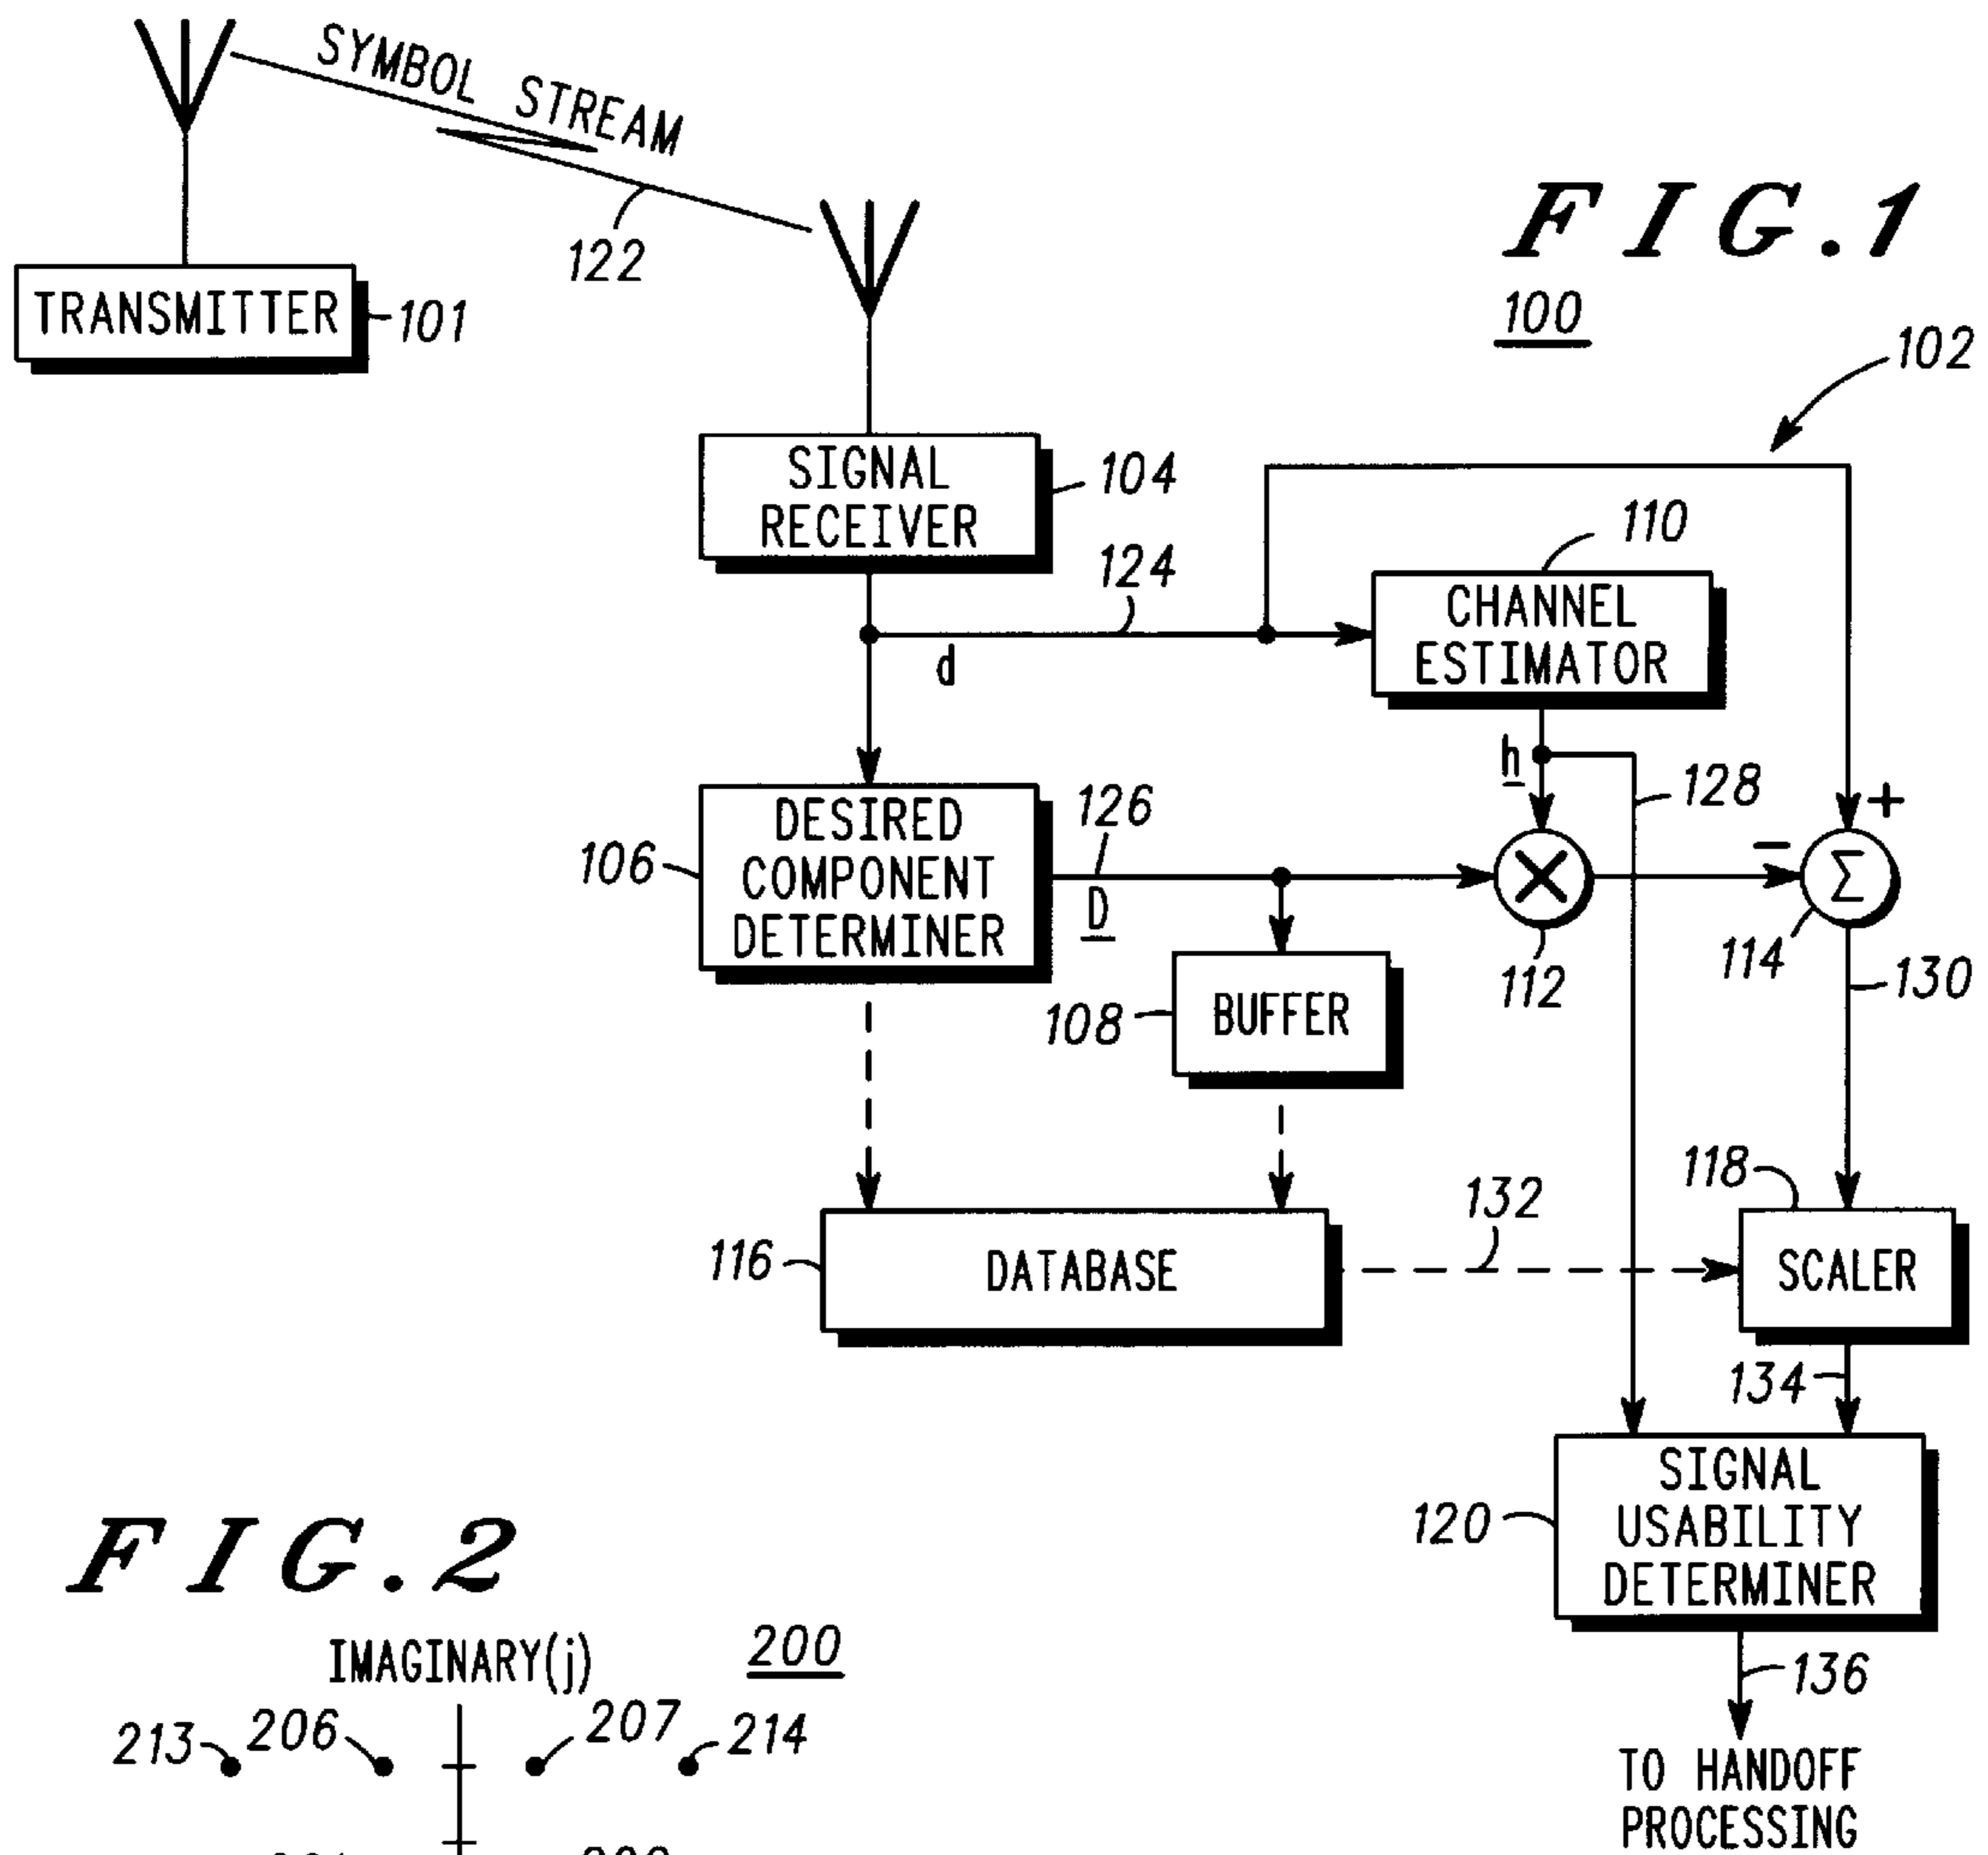 SYMBOL STREAM
122
FIG.1
100
102
TRANSMITTER
101
SIGNAL
RECEIVER
104
124
d
110
CHANNEL
ESTIMATOR
h
128
+
−
106
DESIRED
COMPONENT
DETERMINER
126
D
X
112
Σ
114
130
108
BUFFER
116
DATABASE
132
118
SCALER
134
120
SIGNAL
USABILITY
DETERMINER
136
TO HANDOFF
PROCESSING
FIG.2
IMAGINARY(j)
200
213
206
207
214